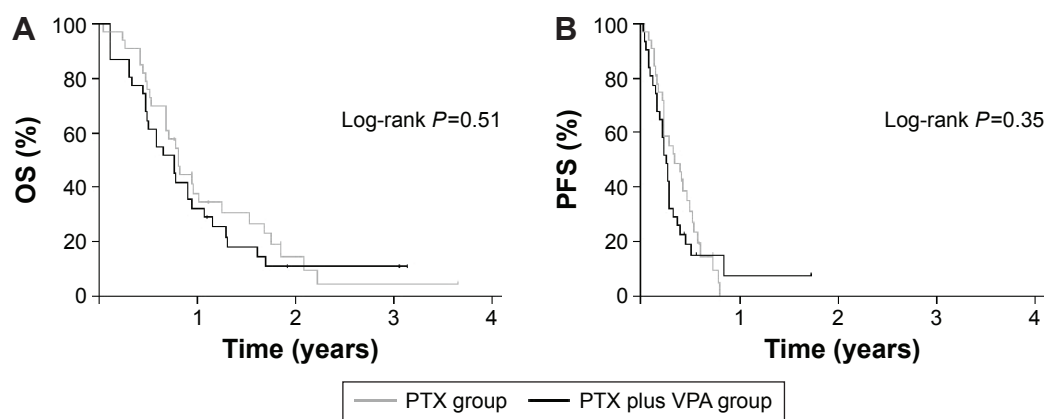 A
100
80
60
40
20
0
OS (%)
Log-rank P=0.51
1 2 3 4
Time (years)
B
100
80
60
40
20
0
PFS (%)
Log-rank P=0.35
1 2 3 4
Time (years)
PTX group PTX plus VPA group